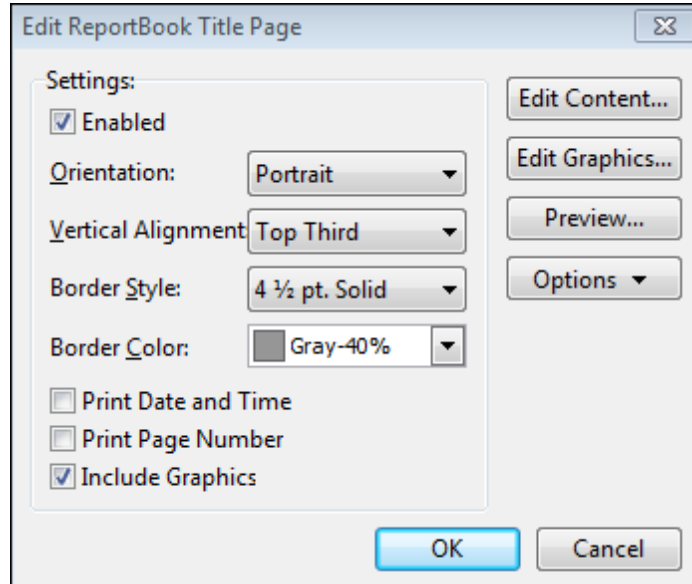 Edit ReportBook Title Page
Settings:
Enabled
Orientation: Portrait
Vertical Alignment Top Third
Border Style: 4 ½ pt. Solid
Border Color: Gray-40%
Print Date and Time
Print Page Number
Include Graphics
Edit Content...
Edit Graphics...
Preview...
Options
OK Cancel